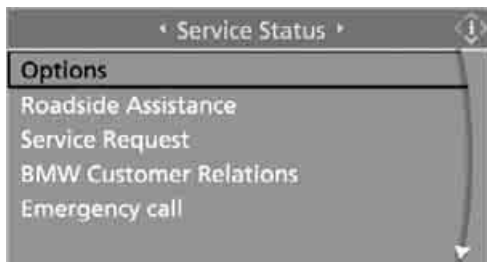 Service Status
Options
Roadside Assistance
Service Request
BMW Customer Relations
Emergency call